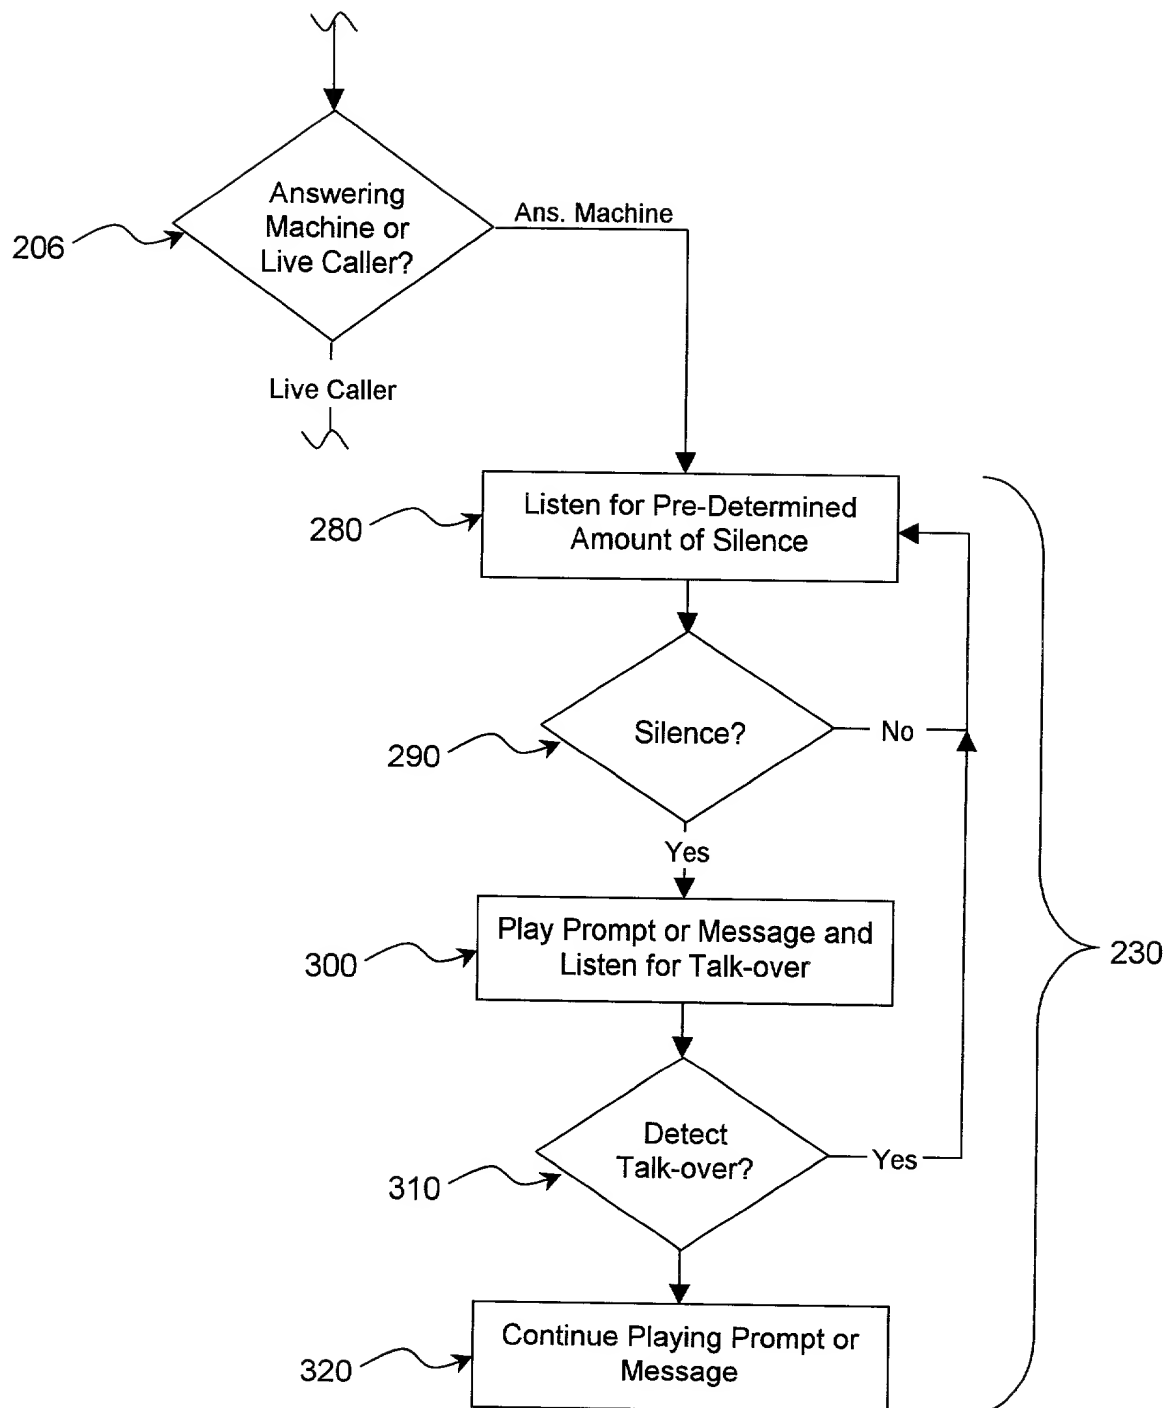 Answering
Machine or
Live Caller?
Ans. Machine
206
Live Caller
Listen for Pre-Determined
Amount of Silence
280
Silence?
No
290
Yes
Play Prompt or Message and
Listen for Talk-over
300
230
Detect
Talk-over?
Yes
310
Continue Playing Prompt or
Message
320